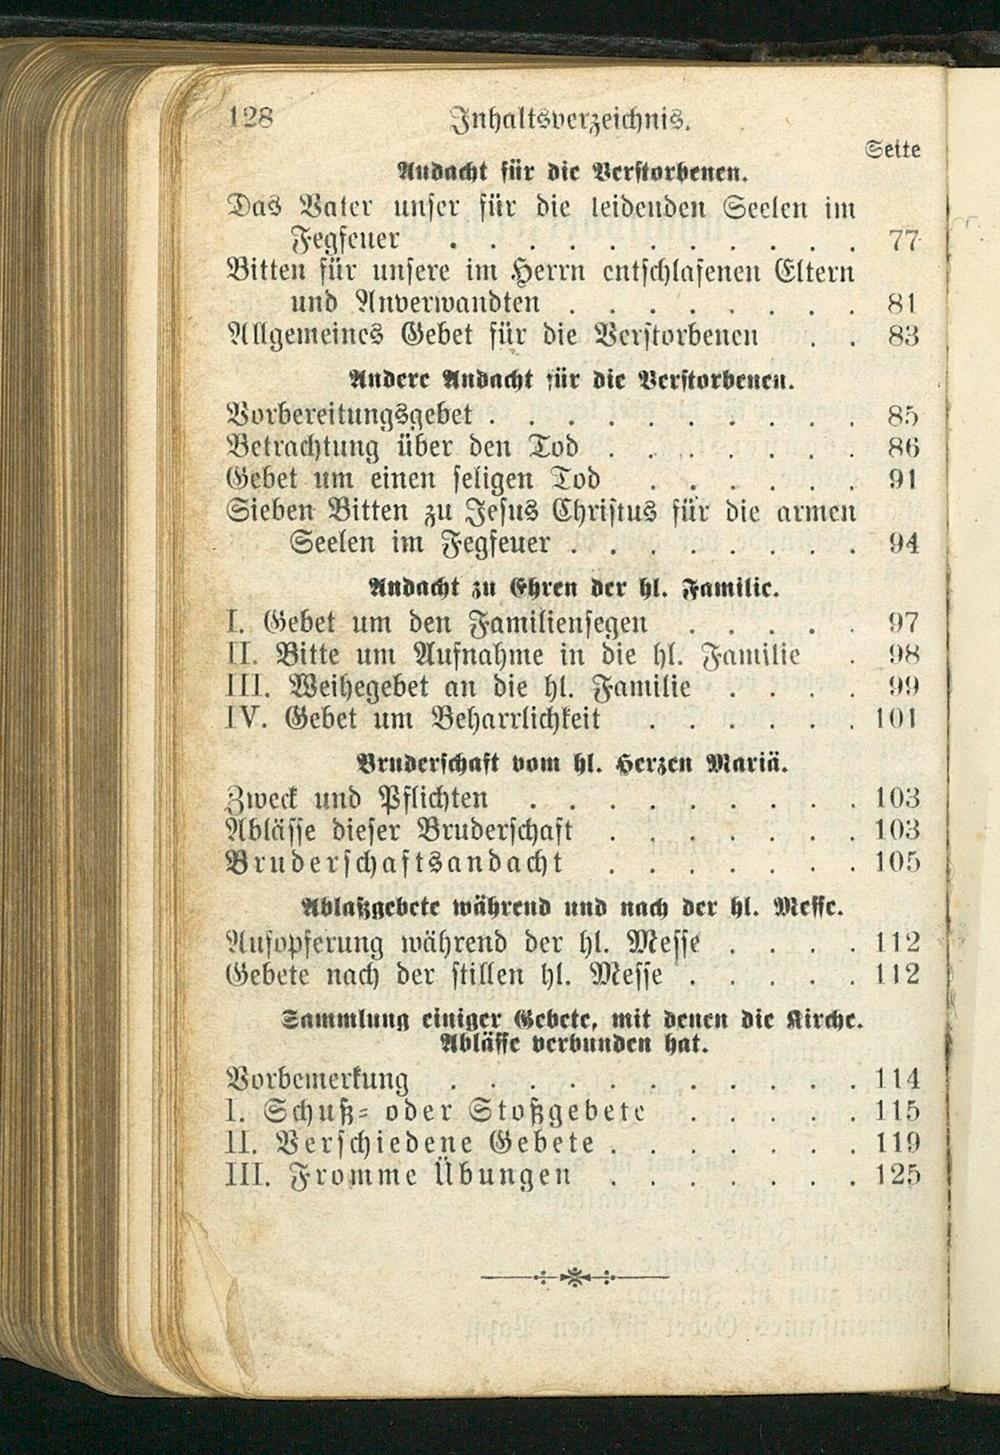 128 Inhaltsverzeichnis.
Seite
Andacht für die Verstorbenen.
Das Vater unser für die leidenden Seelen im
Fegfeuer . . . . . . . . . . . 77
Bitten für unsere im Herrn entschlafenen Eltern
und Anverwandten . . . . . . . . 81
Allgemeines Gebet für die Verstorbenen . . 83
Andere Andacht für die Verstorbenen.
Vorbereitungsgebet . . . . . . . . . . 85
Betrachtung über den Tod . . . . . . . 86
Gebet um einen seligen Tod . . . . . . 91
Sieben Bitten zu Jesus Christus für die armen
Seelen im Fegfeuer . . . . . . . . 94
Andacht zu Ehren der hl. Familie.
I. Gebet um den Familiensegen . . . . . 97
II. Bitte um Aufnahme in die hl. Familie . 98
III. Weihegebet an die hl. Familie . . . . 99
IV. Gebet um Beharrlichkeit . . . . . . 101
Bruderschaft vom hl. Herzen Mariä.
Zweck und Pflichten . . . . . . . . . 103
Ablässe dieser Bruderschaft . . . . . . . 103
Bruderschaftsandacht . . . . . . . 105
Ablaßgebete während und nach der hl. Messe.
Aufopferung während der hl. Messe . . . . 112
Gebete nach der stillen hl. Messe . . . . . 112
Sammlung einiger Gebete, mit denen die Kirche.
Ablässe verbunden hat.
Vorbemerkung . . . . . . . . . . . 114
I. Schuß- oder Stoßgebete . . . . . 115
II. Verschiedene Gebete . . . . . . . 119
III. Fromme Übungen . . . . . . . 125